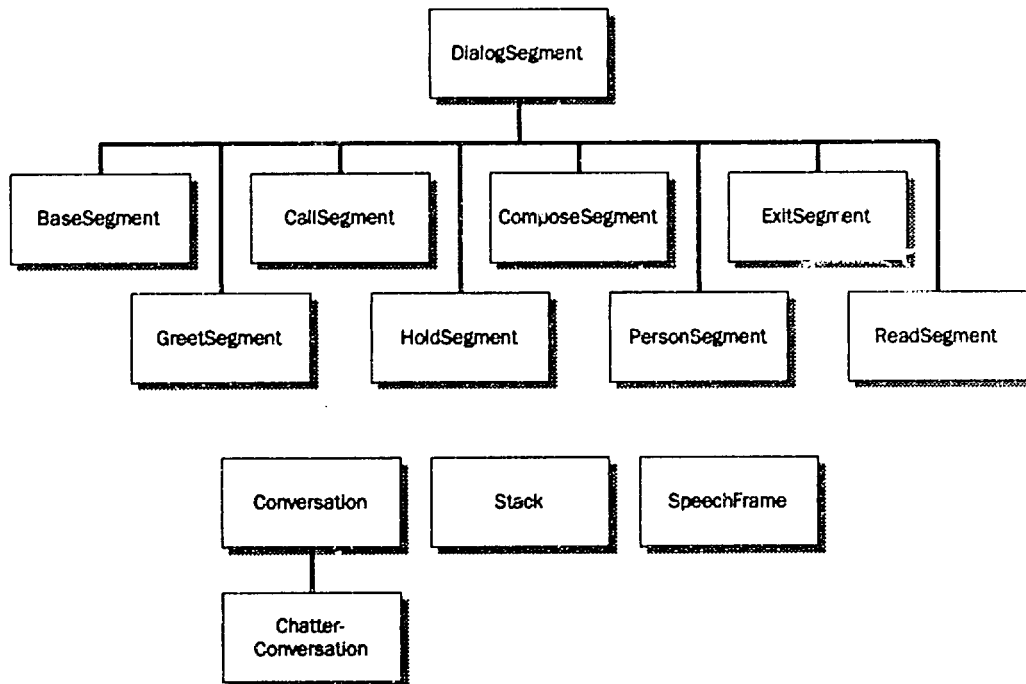 DialogSegment
BaseSegment
CallSegment
ComposeSegment
ExitSegment
GreetSegment
HoldSegment
PersonSegment
ReadSegment
Conversation
Stack
SpeechFrame
Chatter-
Conversation